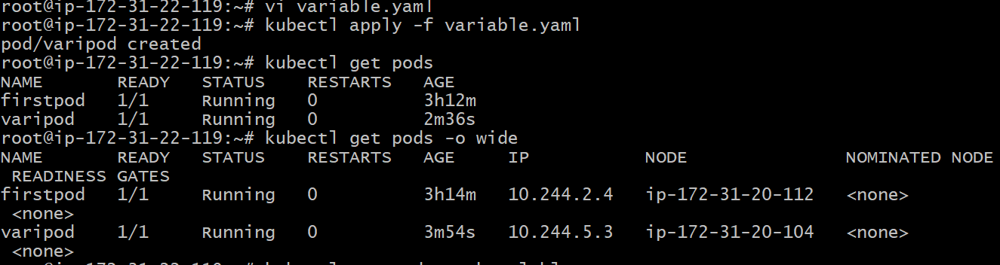 root@ip-172-31-22-119:~# vi variable.yaml
root@ip-172-31-22-119:~# kubectl apply -f variable.yaml
pod/varipod created
root@ip-172-31-22-119:~# kubectl get pods
NAME       READY   STATUS    RESTARTS   AGE
firstpod   1/1     Running   0          3h12m
varipod    1/1     Running   0          2m36s
root@ip-172-31-22-119:~# kubectl get pods -o wide
NAME       READY   STATUS    RESTARTS   AGE     IP           NODE               NOMINATED NODE
 READINESS GATES
firstpod   1/1     Running   0          3h14m   10.244.2.4   ip-172-31-20-112   <none>
 <none>
varipod    1/1     Running   0          3m54s   10.244.5.3   ip-172-31-20-104   <none>
 <none>